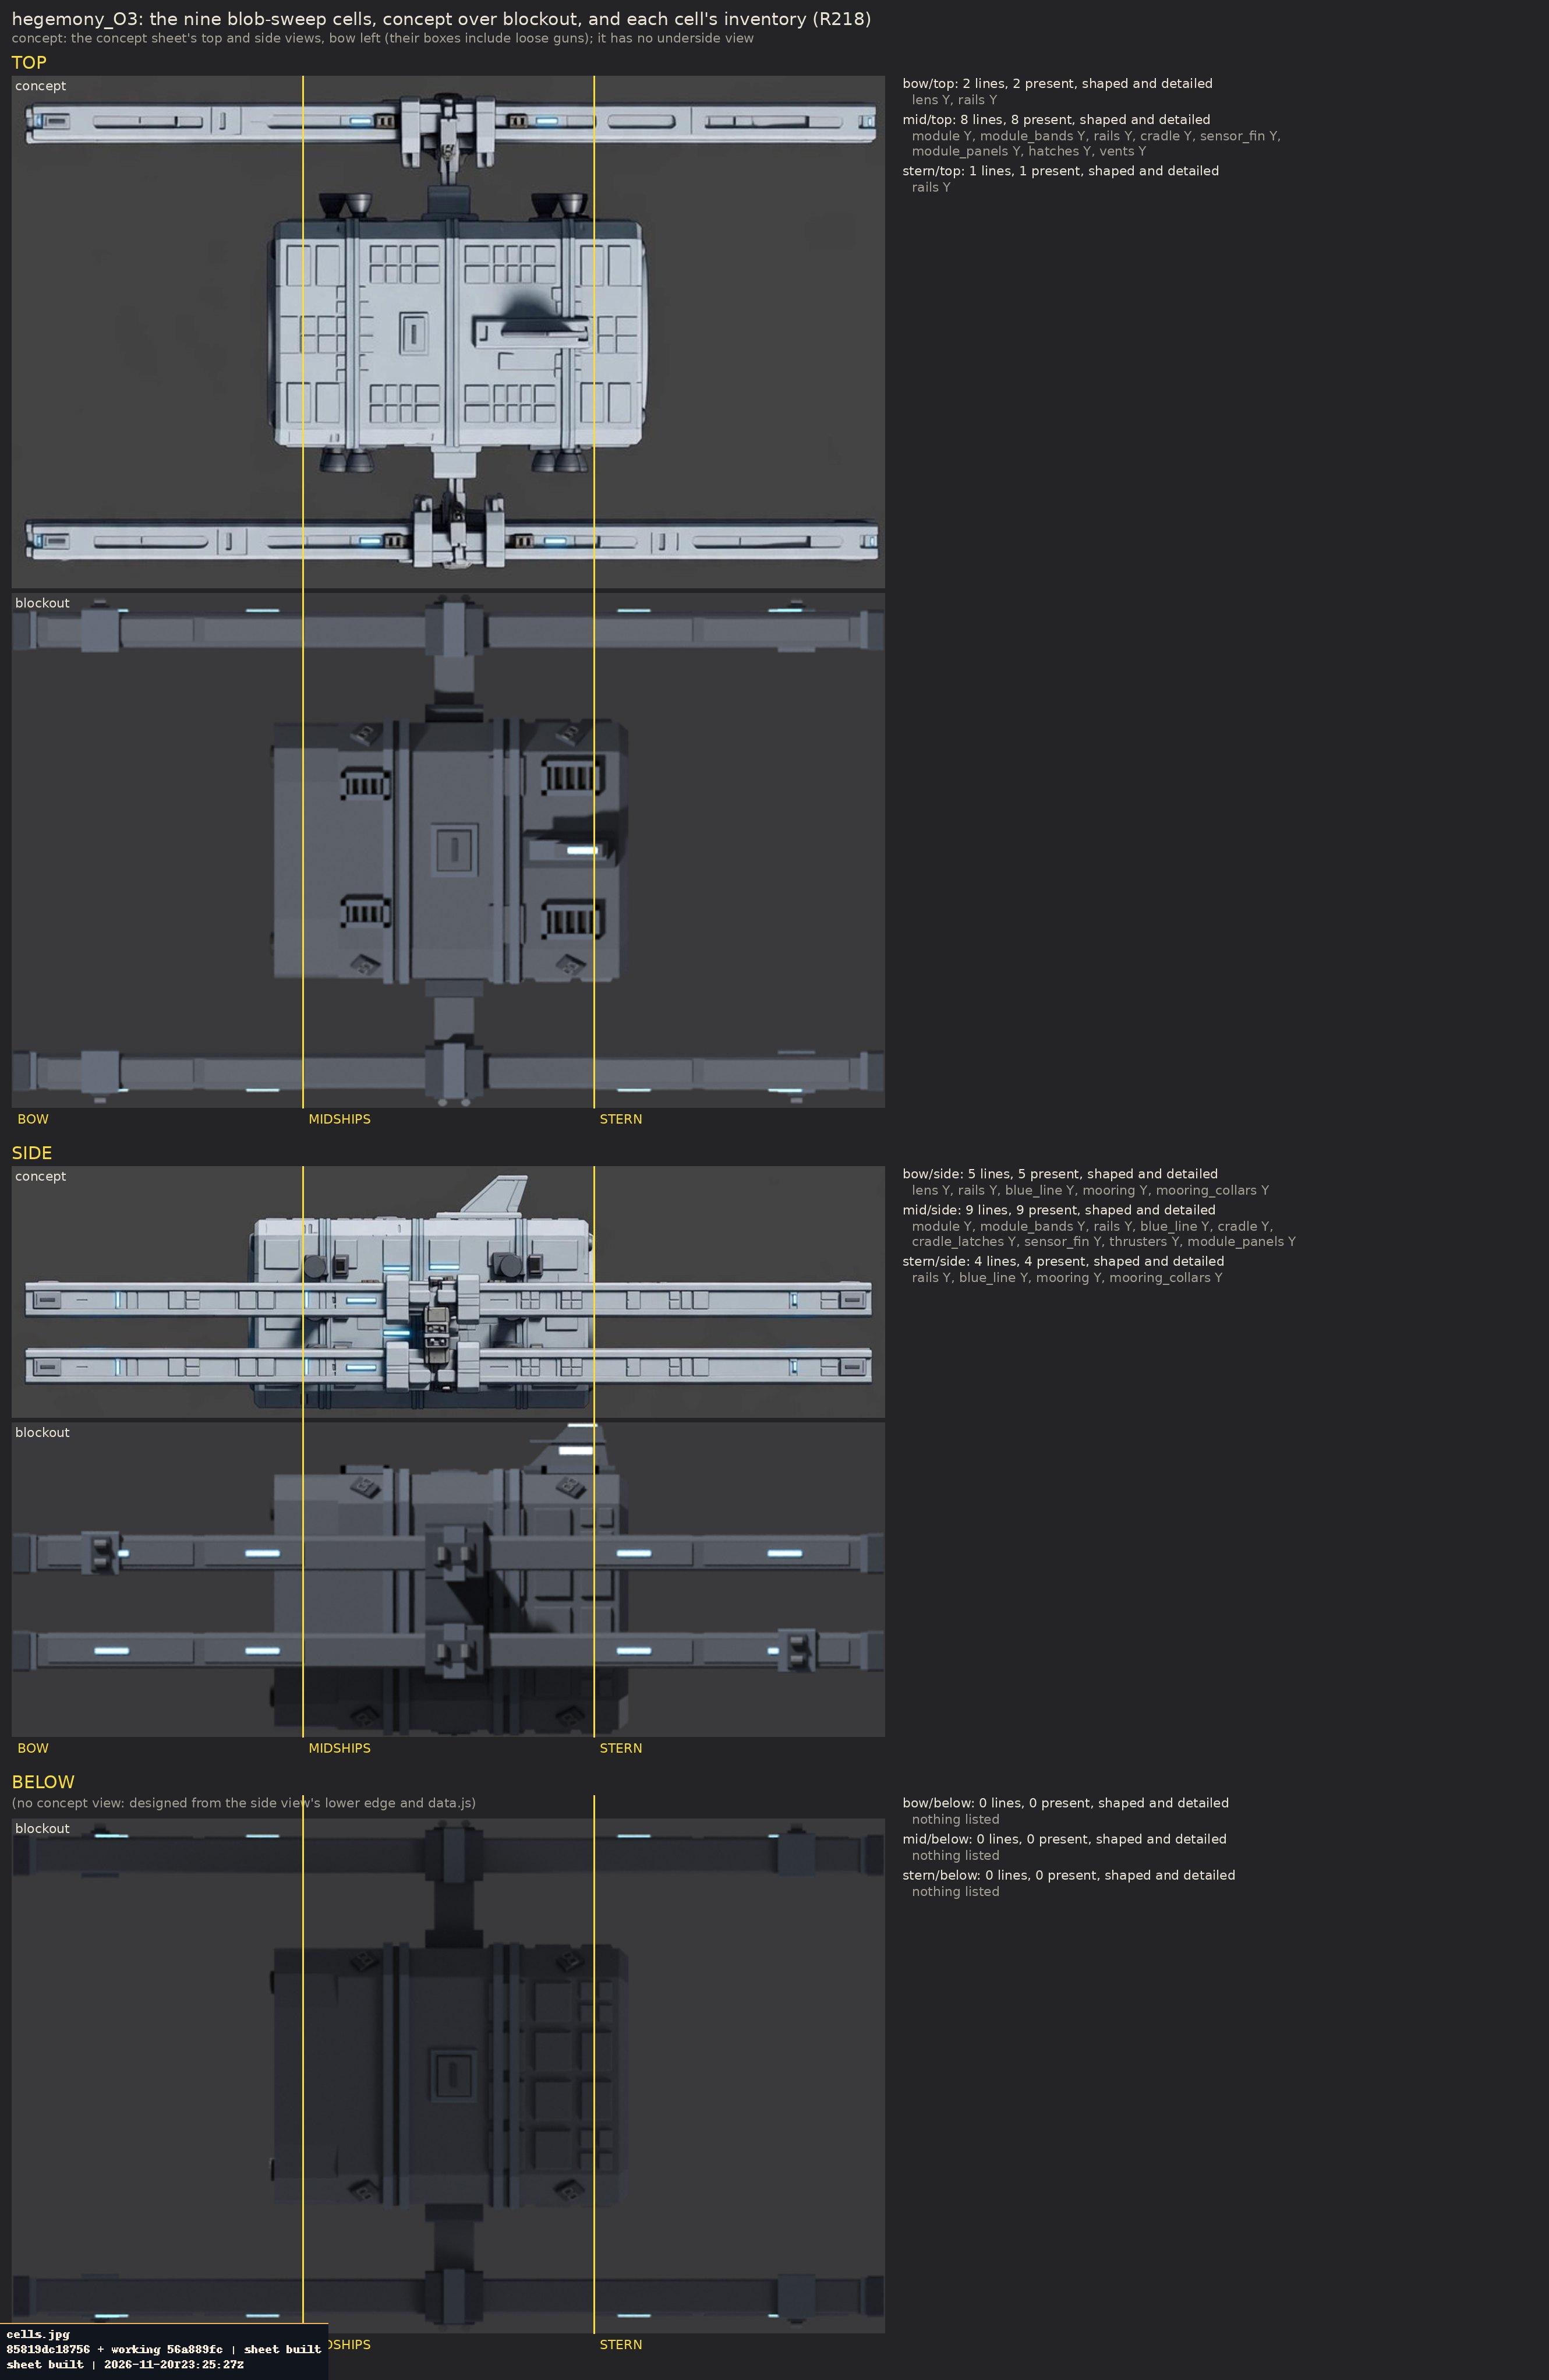 hegemony_O3: the nine blob-sweep cells, concept over blockout, and each cell's inventory (R218)
concept: the concept sheet's top and side views, bow left (their boxes include loose guns); it has no underside view
TOP
concept
bow/top: 2 lines, 2 present, shaped and detailed
lens Y, rails Y
mid/top: 8 lines, 8 present, shaped and detailed
module Y, module_bands Y, rails Y, cradle Y, sensor_fin Y,
module_panels Y, hatches Y, vents Y
stern/top: 1 lines, 1 present, shaped and detailed
rails Y
blockout
BOW
MIDSHIPS
STERN
SIDE
concept
bow/side: 5 lines, 5 present, shaped and detailed
lens Y, rails Y, blue_line Y, mooring Y, mooring_collars Y
mid/side: 9 lines, 9 present, shaped and detailed
module Y, module_bands Y, rails Y, blue_line Y, cradle Y,
cradle_latches Y, sensor_fin Y, thrusters Y, module_panels Y
stern/side: 4 lines, 4 present, shaped and detailed
rails Y, blue_line Y, mooring Y, mooring_collars Y
blockout
BOW
MIDSHIPS
STERN
BELOW
(no concept view: designed from the side view's lower edge and data.js)
blockout
bow/below: 0 lines, 0 present, shaped and detailed
nothing listed
mid/below: 0 lines, 0 present, shaped and detailed
nothing listed
stern/below: 0 lines, 0 present, shaped and detailed
nothing listed
DSHIPS
STERN
cells.jpg
85819dc18756 + working 56a889fc | sheet built
sheet built | 2026-11-20T23:25:27Z